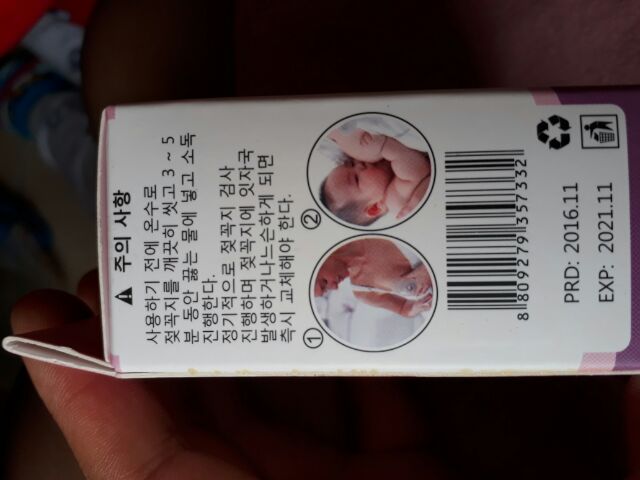 주의 사항
사용하기 전에 온수로
젖꼭지를 깨끗히 씻고 3 ~ 5
분 동안 끓는 물에 넣고 소독
진행한다.
정기적으로 젖꼭지 검사
진행하며 젖꼭지에 잇자국
발생하거나느슨하게 되면
즉시 교체해야 한다.
①
②
8 809279 357332
PRD: 2016.11
EXP: 2021.11